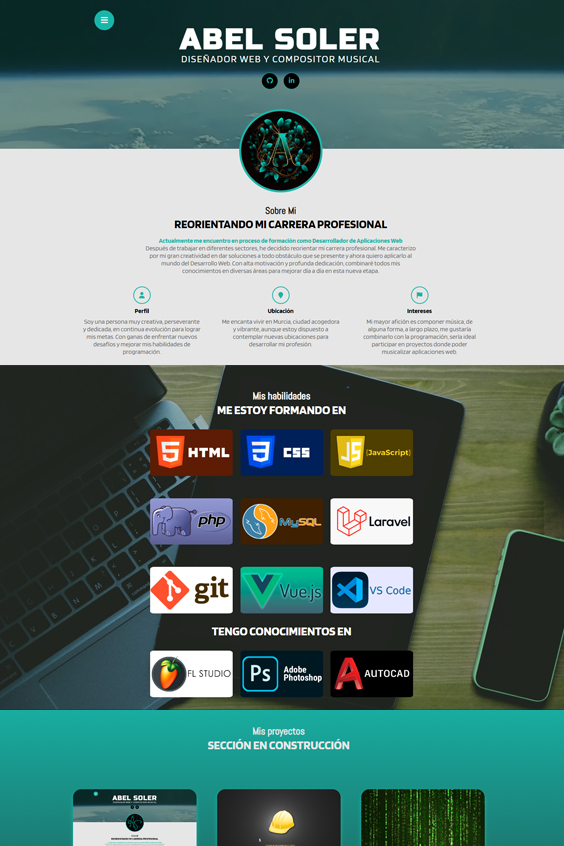 ABEL SOLER
DISEÑADOR WEB Y COMPOSITOR MUSICAL
in
A
Sobre Mi
REORIENTANDO MI CARRERA PROFESIONAL
Actualmente me encuentro en proceso de formación como Desarrollador de Aplicaciones Web
Después de trabajar en diferentes sectores, he decidido reorientar mi carrera profesional. Me caracterizo
por mi gran creatividad en dar soluciones a todo obstáculo que se presente y ahora quiero aplicarlo al
mundo del Desarrollo Web. Con alta motivación y profunda dedicación, combinaré todos mis
conocimientos en diversas áreas para mejorar día a día en esta nueva etapa.
Perfil
Soy una persona muy creativa, perseverante
y dedicada, en continua evolución para lograr
mis metas. Con ganas de enfrentar nuevos
desafíos y mejorar mis habilidades de
programación
Ubicación
Me encanta vivir en Murcia, ciudad acogedora
y vibrante, aunque estoy dispuesto a
contemplar nuevas ubicaciones para
desarrollar mi profesión
Intereses
Mi mayor afición es componer música, de
alguna forma, a largo plazo, me gustaría
combinarlo con la programación, sería ideal
participar en proyectos donde poder
musicalizar aplicaciones web.
Mis habilidades
ME ESTOY FORMANDO EN
5 HTML
3 CSS
JS {JavaScript}
php
MySQL
Laravel
git
Vue.js
VS Code
TENGO CONOCIMIENTOS EN
FL STUDIO
Ps Adobe
Photoshop
A AUTOCAD
Mis proyectos
SECCIÓN EN CONSTRUCCIÓN
ABEL SOLER
DISEÑADOR WEB Y COMPOSITOR MUSICAL
REORIENTANDO MI CARRERA PROFESIONAL